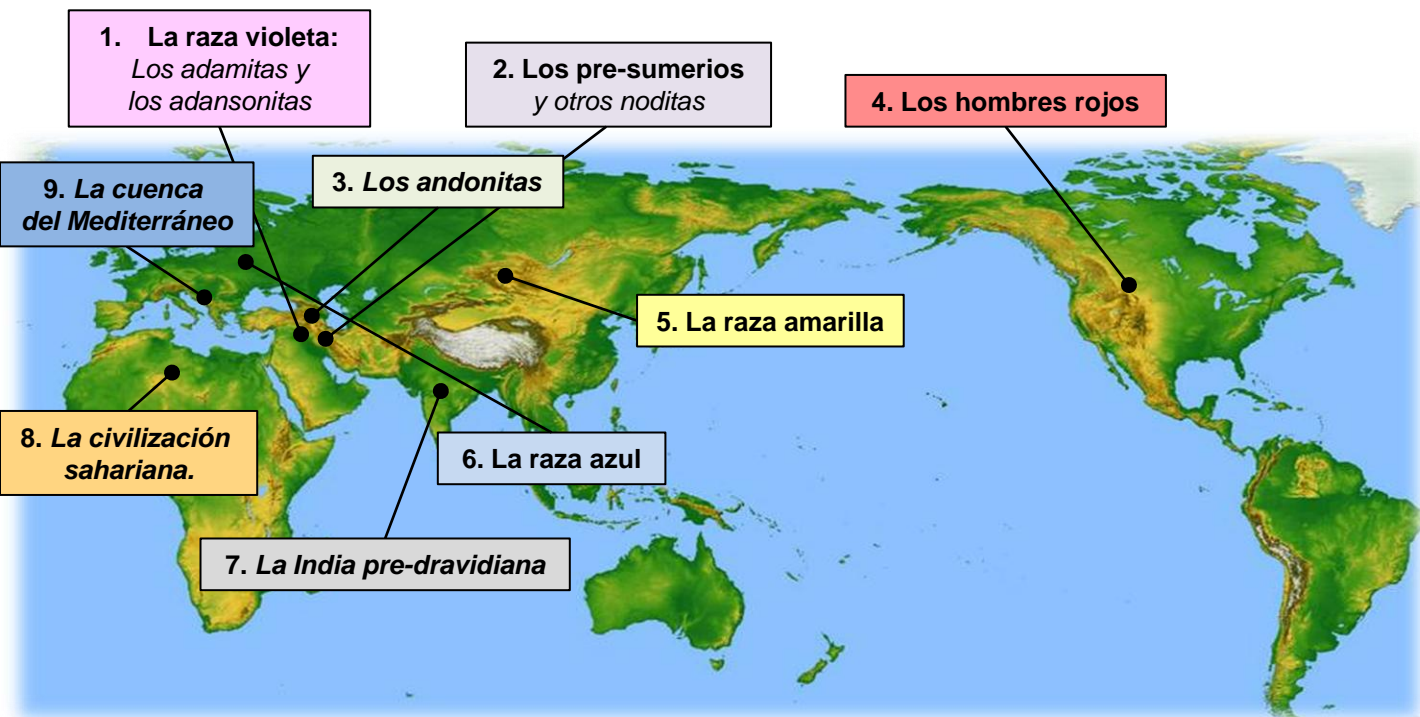 1. La raza violeta:
Los adamitas y
los adansonitas
2. Los pre-sumerios
y otros noditas
3. Los andonitas
4. Los hombres rojos
5. La raza amarilla
6. La raza azul
7. La India pre-dravidiana
8. La civilización
sahariana.
9. La cuenca
del Mediterráneo